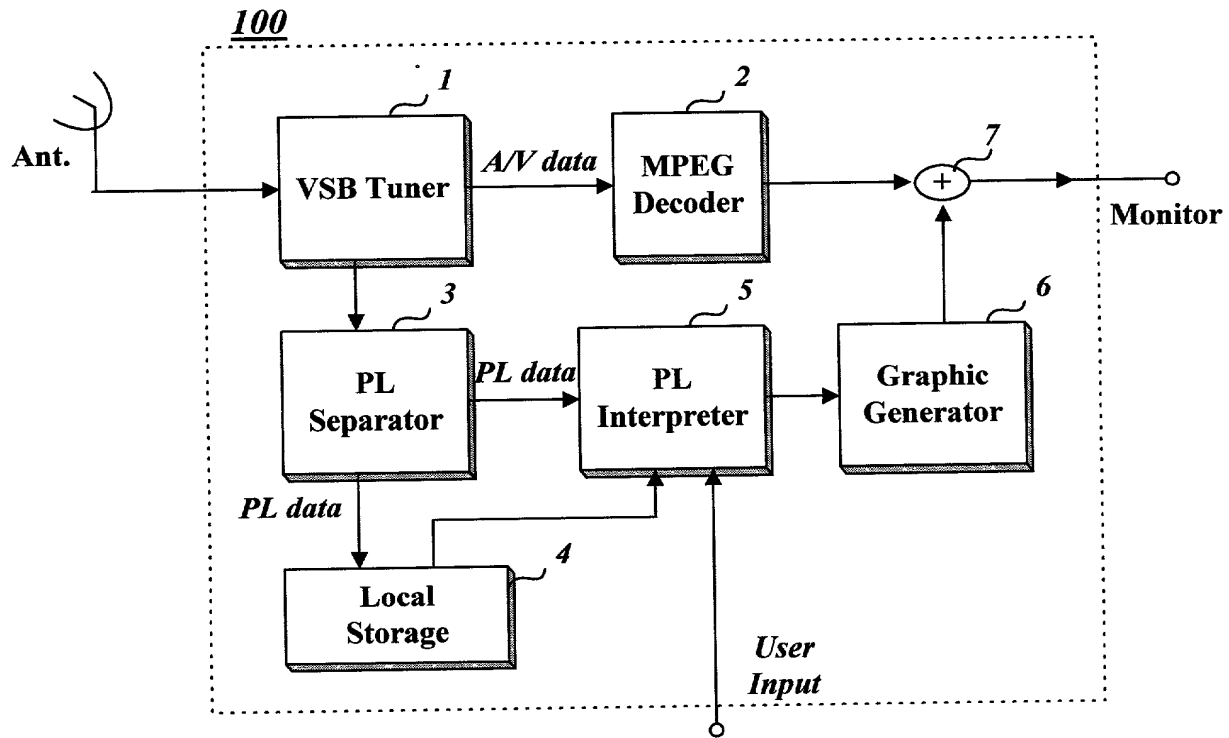 100
1
2
7
Ant.
VSB Tuner
A/V data
MPEG
Decoder
+
Monitor
3
5
6
PL
Separator
PL data
PL
Interpreter
Graphic
Generator
PL data
4
Local
Storage
User
Input